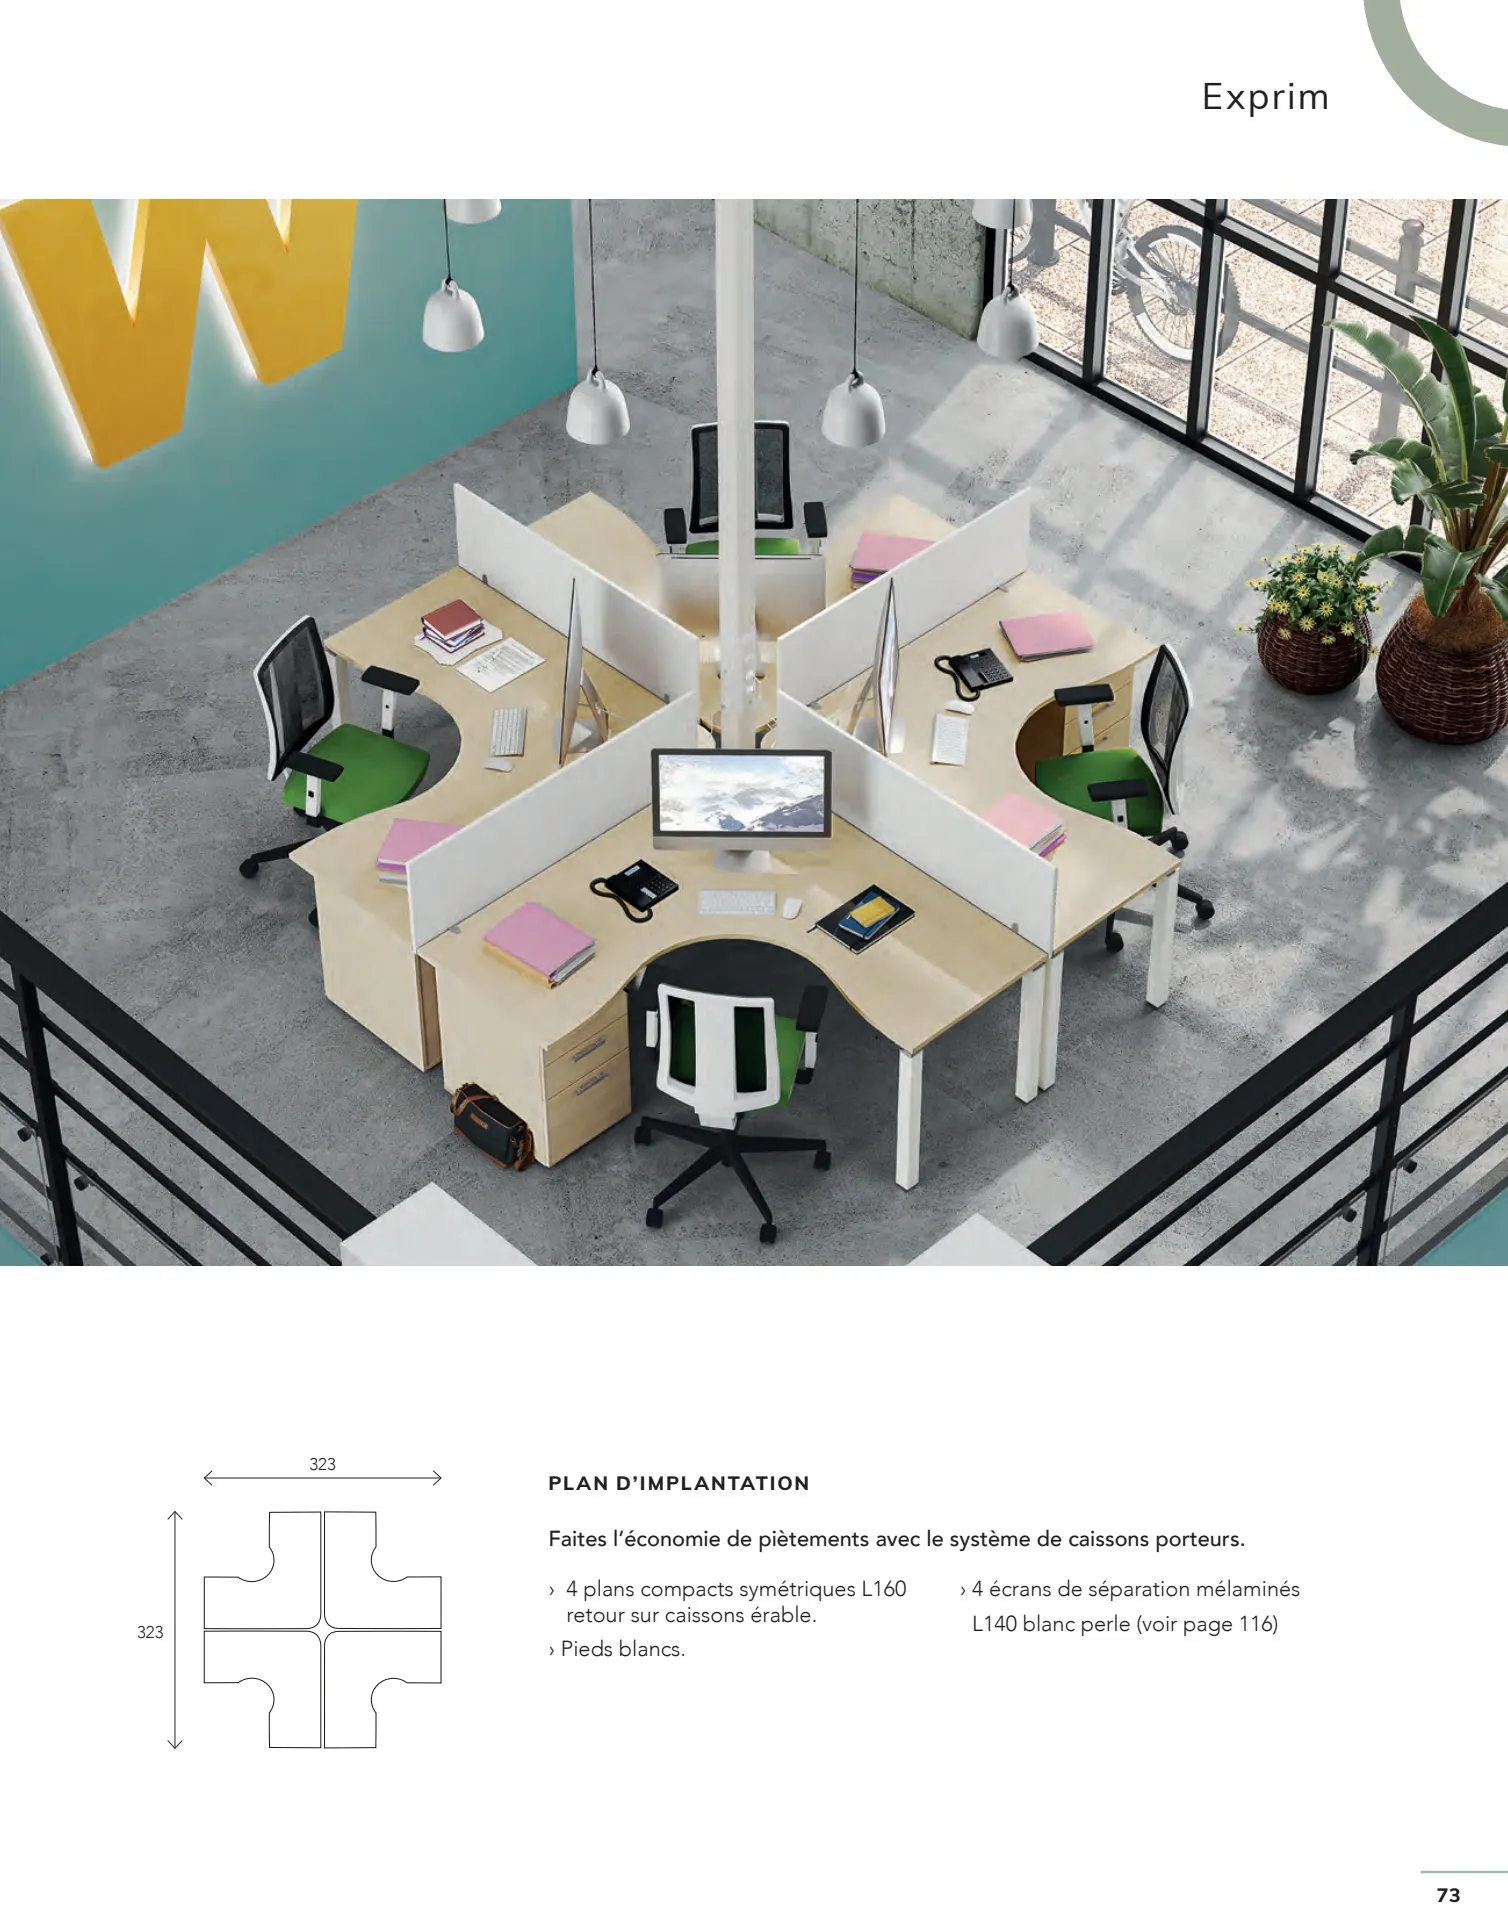 Exprim
W
323
323
PLAN D’IMPLANTATION
Faites l’économie de piètements avec le système de caissons porteurs.
› 4 plans compacts symétriques L160
retour sur caissons érable.
› Pieds blancs.
› 4 écrans de séparation mélaminés
L140 blanc perle (voir page 116)
73